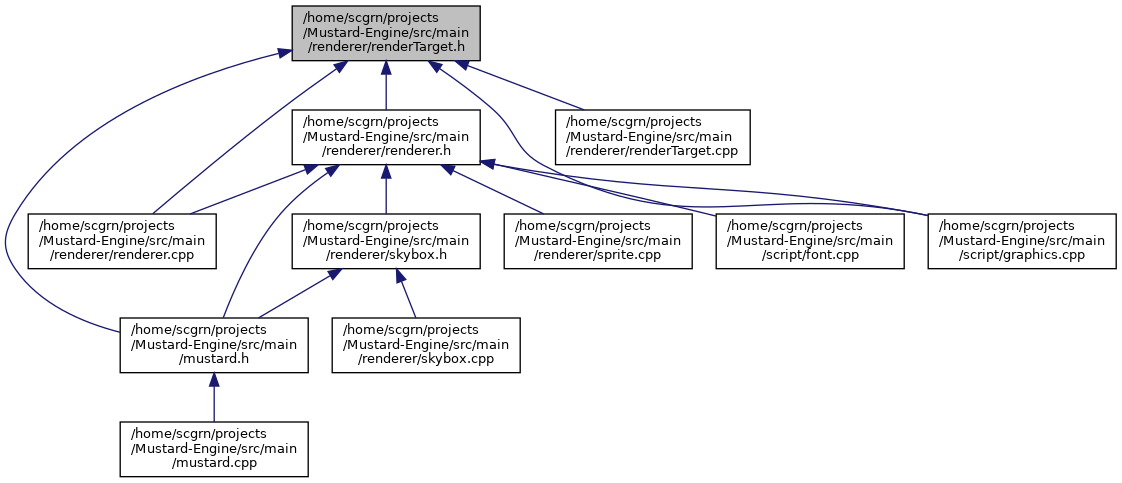 /home/scgrn/projects
/Mustard-Engine/src/main
/renderer/renderTarget.h
/home/scgrn/projects
/Mustard-Engine/src/main
/renderer/renderer.h
/home/scgrn/projects
/Mustard-Engine/src/main
/renderer/renderTarget.cpp
/home/scgrn/projects
/Mustard-Engine/src/main
/renderer/renderer.cpp
/home/scgrn/projects
/Mustard-Engine/src/main
/renderer/skybox.h
/home/scgrn/projects
/Mustard-Engine/src/main
/renderer/sprite.cpp
/home/scgrn/projects
/Mustard-Engine/src/main
/script/font.cpp
/home/scgrn/projects
/Mustard-Engine/src/main
/script/graphics.cpp
/home/scgrn/projects
/Mustard-Engine/src/main
/mustard.h
/home/scgrn/projects
/Mustard-Engine/src/main
/renderer/skybox.cpp
/home/scgrn/projects
/Mustard-Engine/src/main
/mustard.cpp